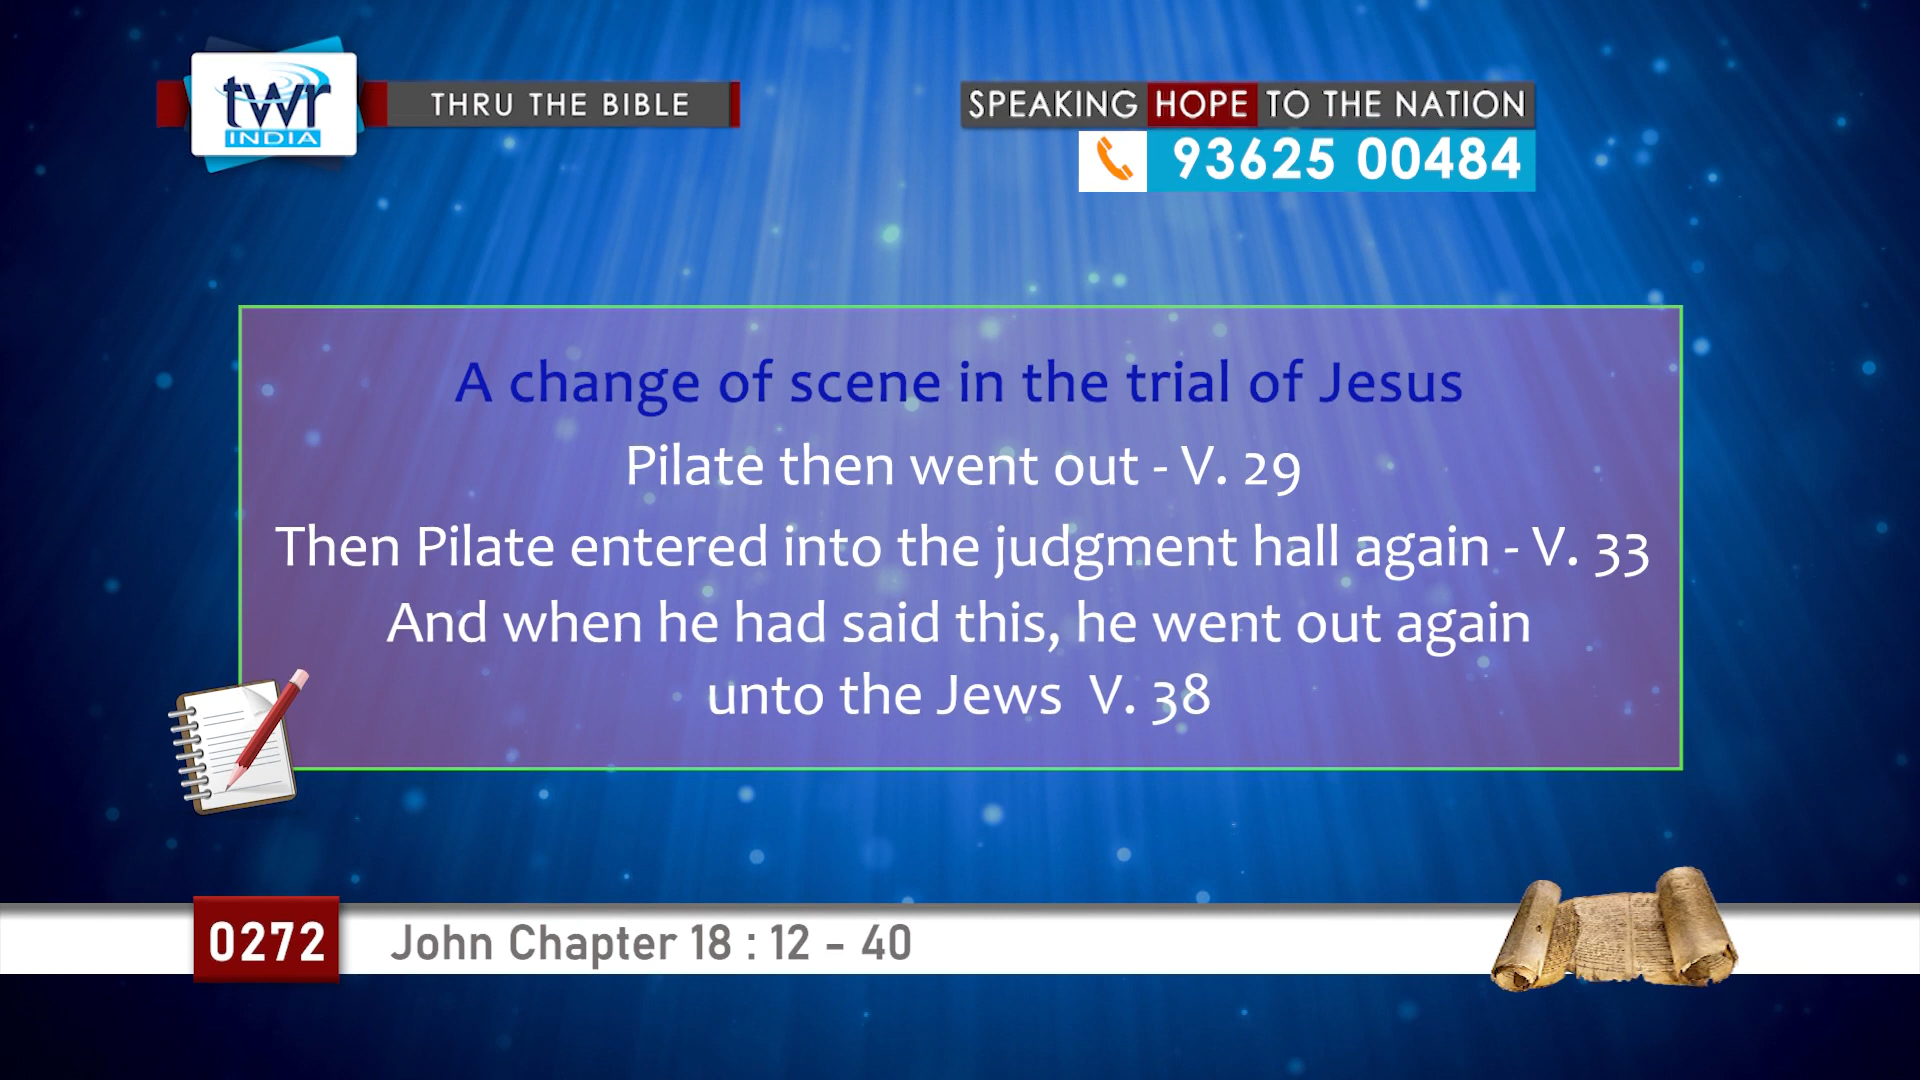 twr
INDIA
THRU THE BIBLE
SPEAKING HOPE TO THE NATION
93625 00484
A change of scene in the trial of Jesus
Pilate then went out - V. 29
Then Pilate entered into the judgment hall again - V. 33
And when he had said this, he went out again
unto the Jews  V. 38
0272
John Chapter 18 : 12 - 40